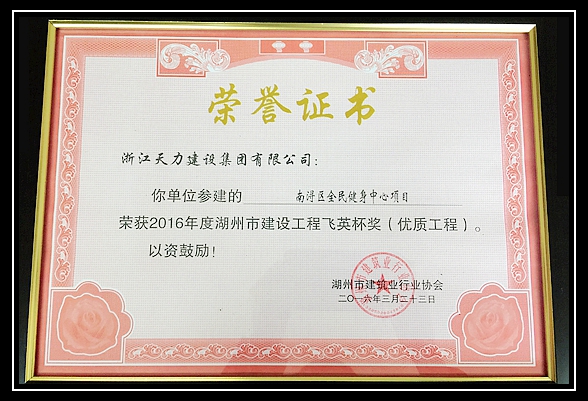 荣誉证书
浙江天力建设集团有限公司：
你单位参建的 南浔区全民健身中心项目
荣获2016年度湖州市建设工程飞英杯奖（优质工程）。
以资鼓励！
湖州市建筑业行业协会
二〇一六年三月二十三日